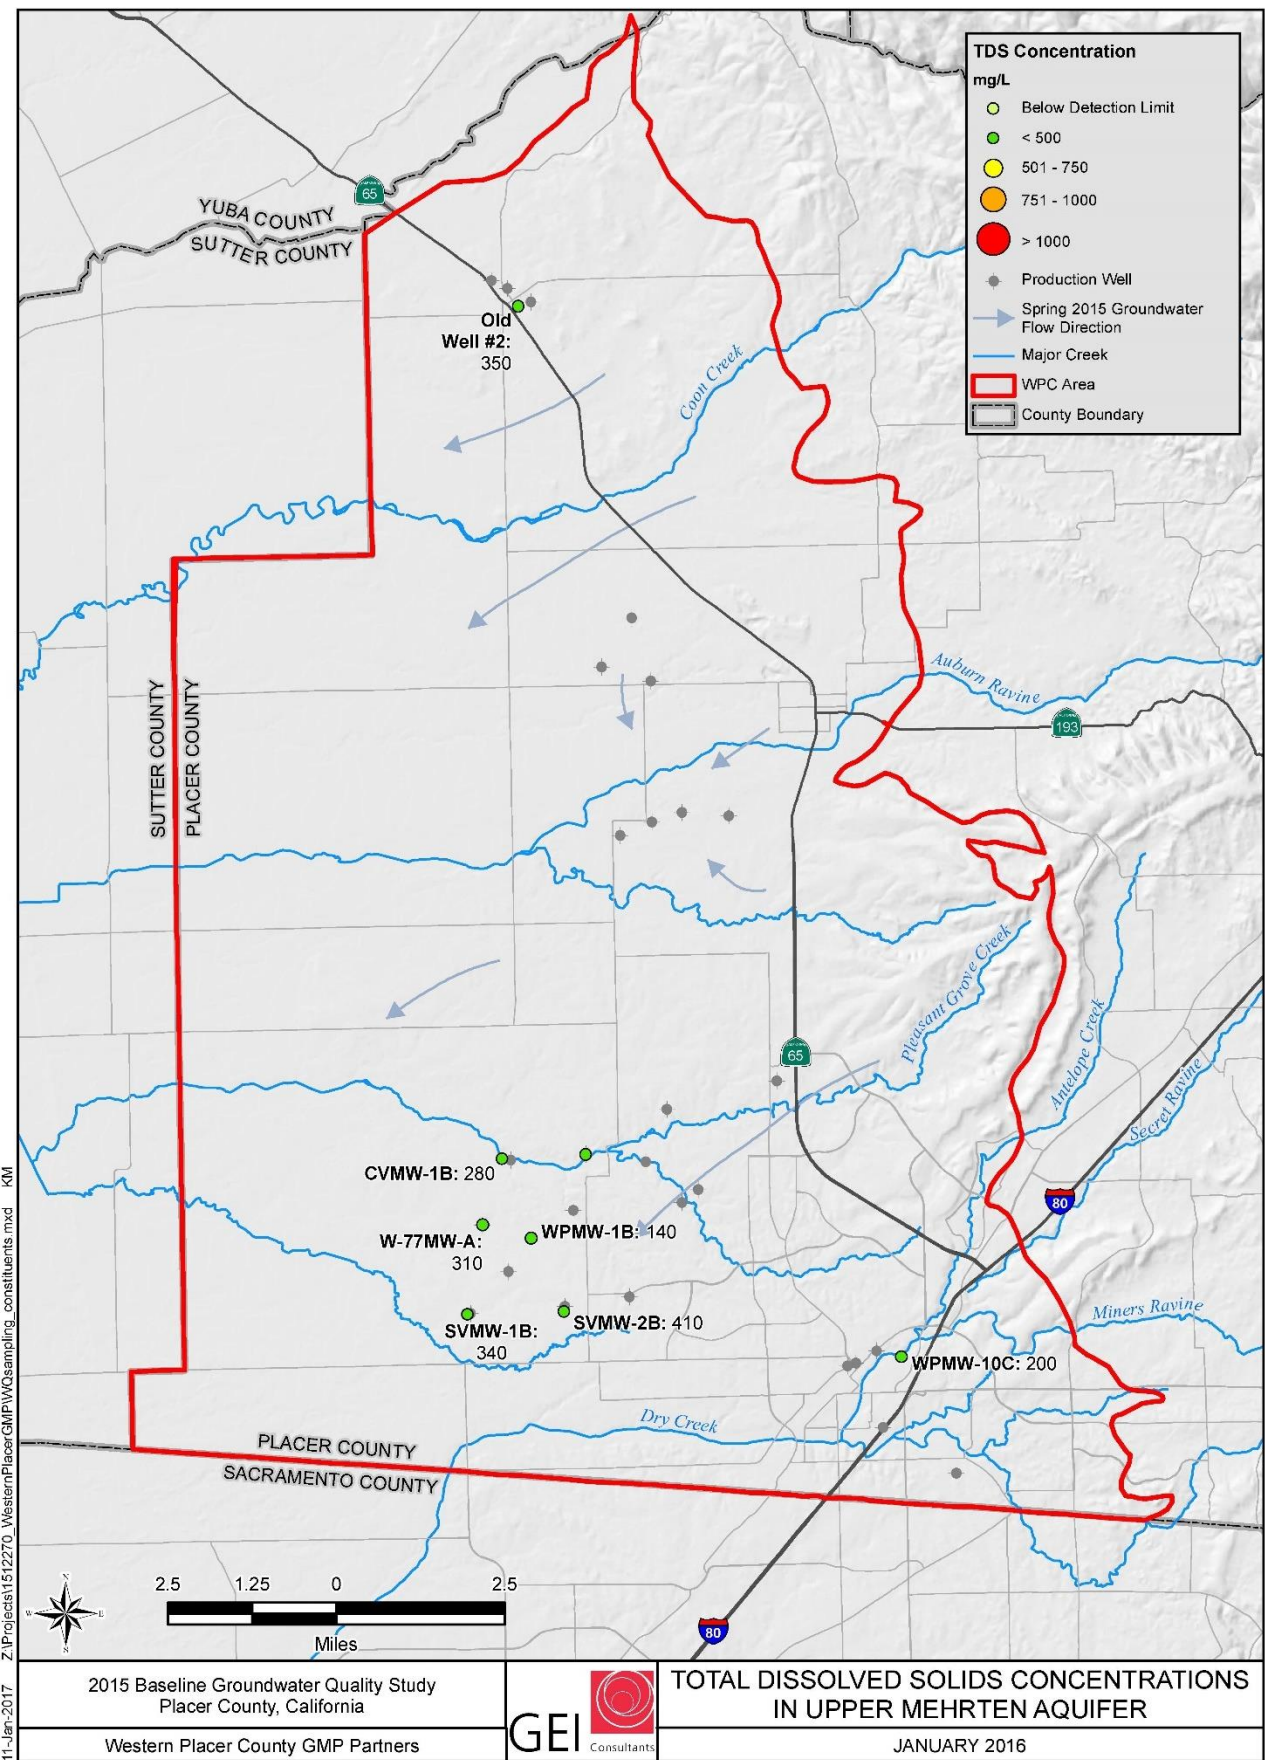 TDS Concentration
mg/L
Below Detection Limit
< 500
501 - 750
751 - 1000
> 1000
Production Well
Spring 2015 Groundwater
Flow Direction
Major Creek
WPC Area
County Boundary
65
YUBA COUNTY
SUTTER COUNTY
Old
Well #2:
350
Coon Creek
Auburn Ravine
193
SUTTER COUNTY
PLACER COUNTY
Pleasant Grove Creek
65
Antelope Creek
Secret Ravine
CVMW-1B: 280
80
W-77MW-A:
310
WPMW-1B: 140
SVMW-1B:
340
SVMW-2B: 410
Miners Ravine
WPMW-10C: 200
Dry Creek
PLACER COUNTY
SACRAMENTO COUNTY
N
W
E
2.5 1.25 0 2.5
Miles
80
11-Jan-2017 Z:\Projects\1512270_WesternPlacerGMP\WQsampling_constituents.mxd KM
2015 Baseline Groundwater Quality Study
Placer County, California
Western Placer County GMP Partners
GEI Consultants
TOTAL DISSOLVED SOLIDS CONCENTRATIONS
IN UPPER MEHRTEN AQUIFER
JANUARY 2016